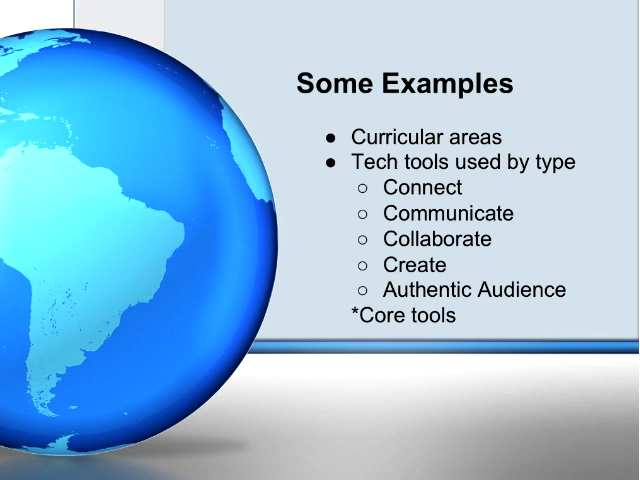 Some Examples
● Curricular areas
● Tech tools used by type
○ Connect
○ Communicate
○ Collaborate
○ Create
○ Authentic Audience
*Core tools